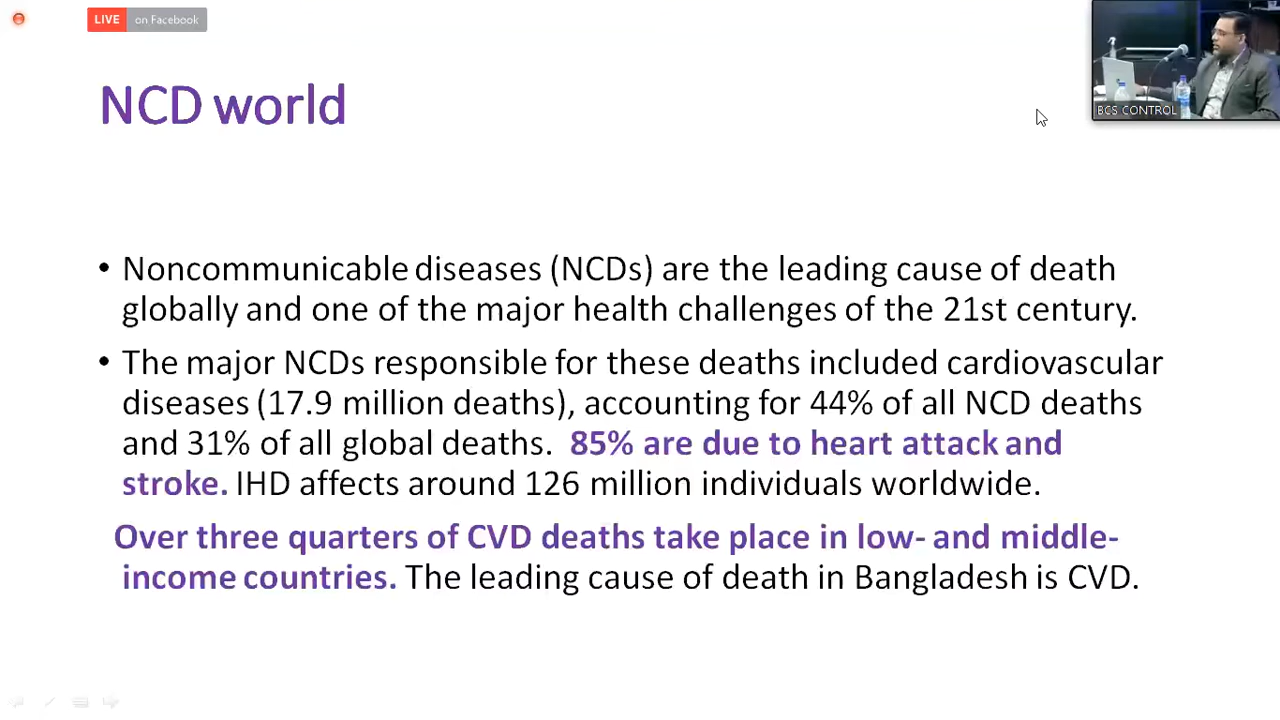 LIVE on Facebook
NCD world
BCS CONTROL
• Noncommunicable diseases (NCDs) are the leading cause of death
globally and one of the major health challenges of the 21st century.
• The major NCDs responsible for these deaths included cardiovascular
diseases (17.9 million deaths), accounting for 44% of all NCD deaths
and 31% of all global deaths. 85% are due to heart attack and
stroke. IHD affects around 126 million individuals worldwide.
Over three quarters of CVD deaths take place in low- and middle-
income countries. The leading cause of death in Bangladesh is CVD.